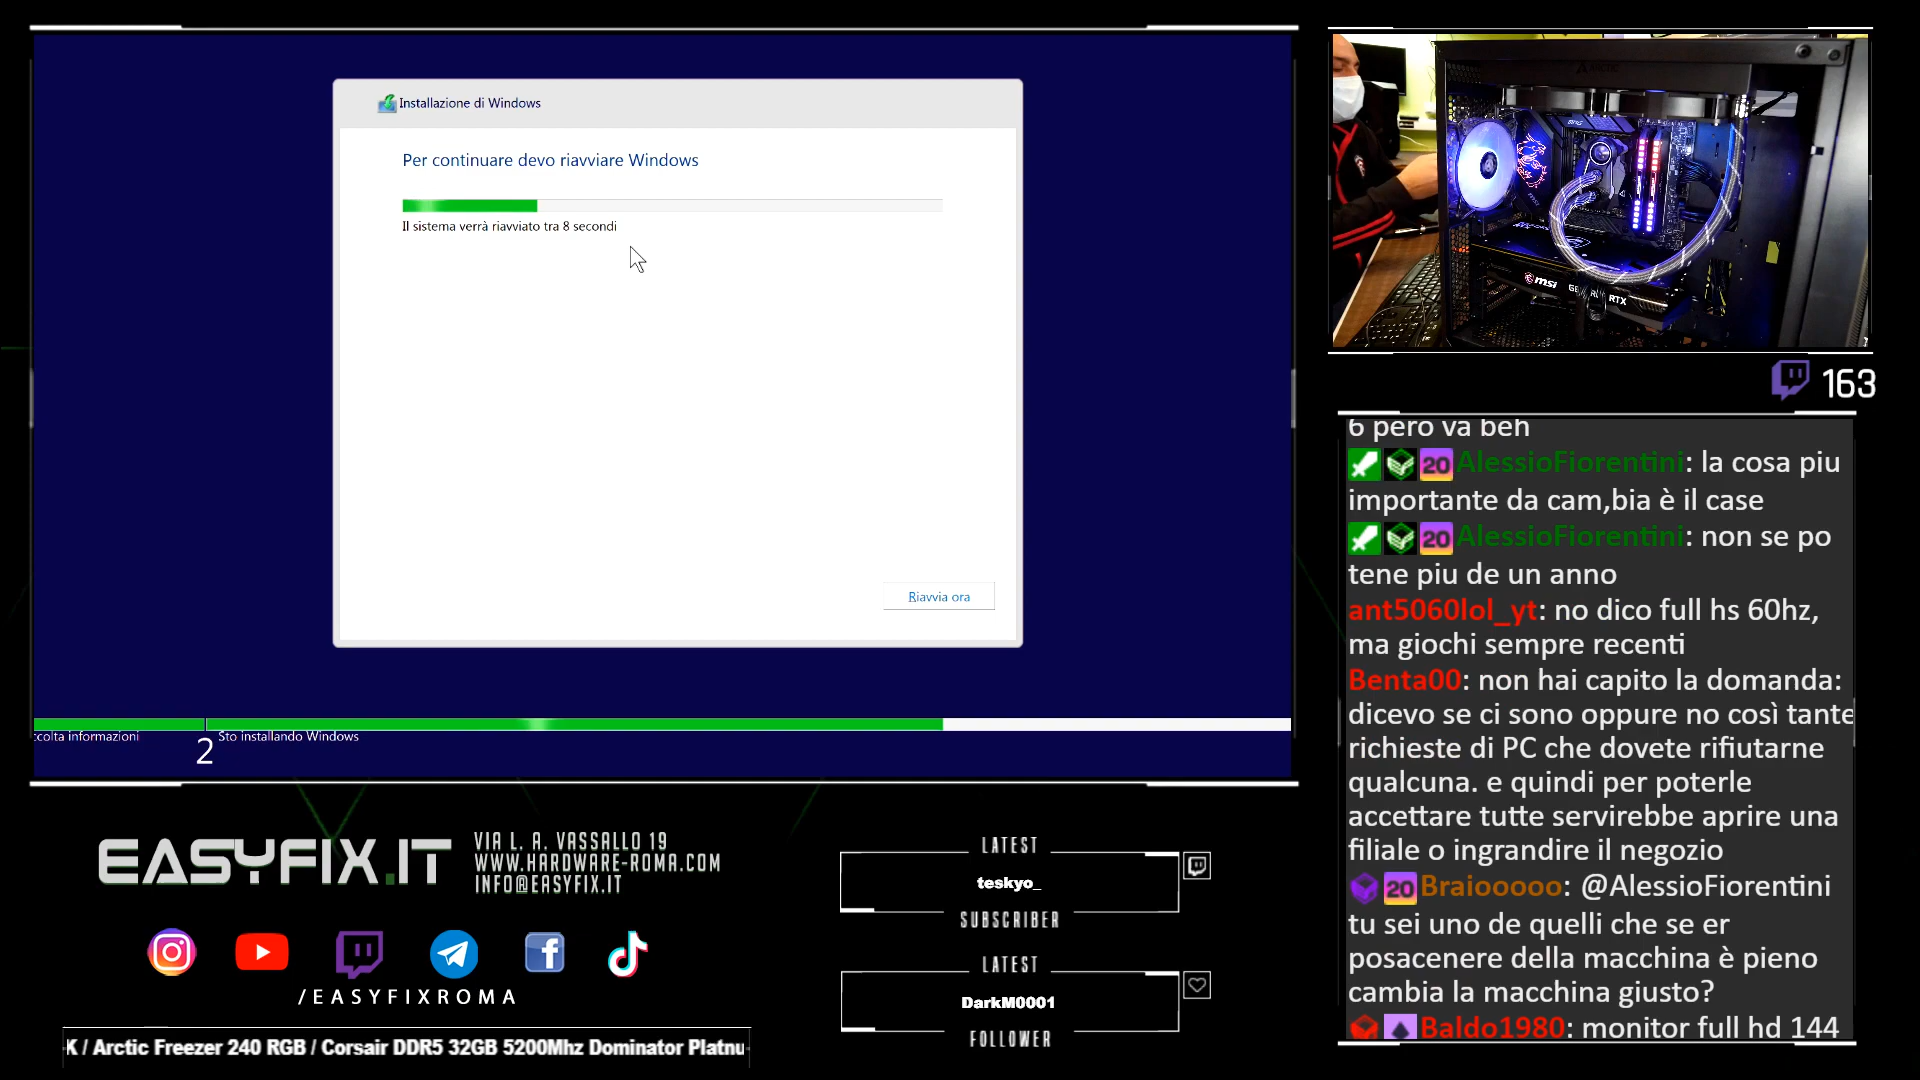 Installazione di Windows
Per continuare devo riavviare Windows
Il sistema verrà riavviato tra 8 secondi
Riavvia ora
ccolta informazioni
2
Sto installando Windows
ARCTIC
msi
RTX
163
6 pero va beh
20 AlessioFiorentini: la cosa piu
importante da cam,bia è il case
20 AlessioFiorentini: non se po
tene piu de un anno
ant5060lol_yt: no dico full hs 60hz,
ma giochi sempre recenti
Benta00: non hai capito la domanda:
dicevo se ci sono oppure no così tante
richieste di PC che dovete rifiutarne
qualcuna. e quindi per poterle
accettare tutte servirebbe aprire una
filiale o ingrandire il negozio
20 Braiooooo: @AlessioFiorentini
tu sei uno de quelli che se er
posacenere della macchina è pieno
cambia la macchina giusto?
Baldo1980: monitor full hd 144
EASYFIX.IT
VIA L. A. VASSALLO 19
WWW.HARDWARE-ROMA.COM
INFO@EASYFIX.IT
/EASYFIXROMA
K / Arctic Freezer 240 RGB / Corsair DDR5 32GB 5200Mhz Dominator Platnu
LATEST
teskyo_
SUBSCRIBER
LATEST
DarkM0001
FOLLOWER